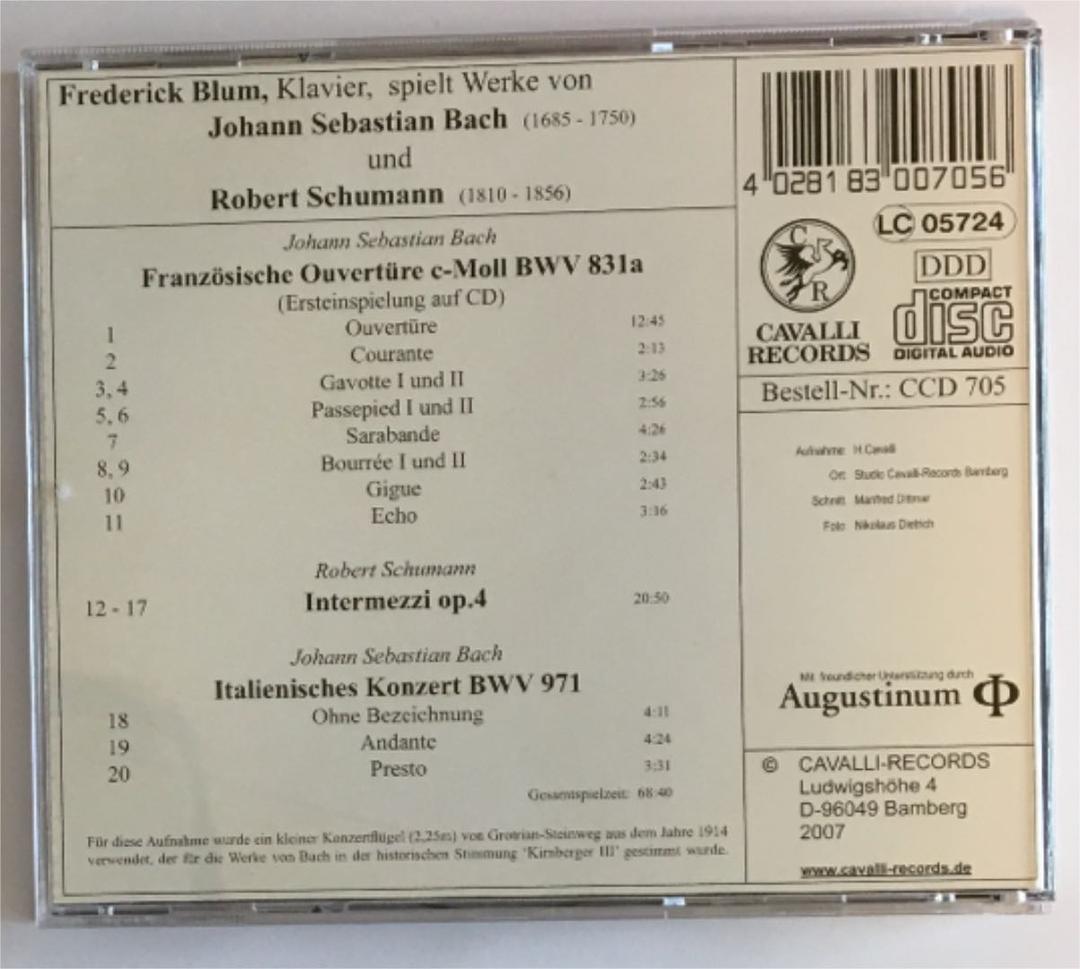 Frederick Blum, Klavier, spielt Werke von
Johann Sebastian Bach (1685 - 1750)
und
Robert Schumann (1810 - 1856)
Johann Sebastian Bach
Französische Ouvertüre c-Moll BWV 831a
(Ersteinspielung auf CD)
1 Ouvertüre 12:45
2 Courante 2:13
3, 4 Gavotte I und II 3:26
5, 6 Passepied I und II 2:56
7 Sarabande 4:26
8, 9 Bourrée I und II 2:34
10 Gigue 2:43
11 Echo 3:16
Robert Schumann
12 - 17 Intermezzi op.4 20:50
Johann Sebastian Bach
Italienisches Konzert BWV 971
18 Ohne Bezeichnung 4:11
19 Andante 4:24
20 Presto 3:31
Gesamtspielzeit: 68:40
Für diese Aufnahme wurde ein kleiner Konzertflügel (2,25m) von Grotrian-Steinweg aus dem Jahre 1914
verwendet, der für die Werke von Bach in der historischen Stimmung 'Kirnberger III' gestimmt wurde.
4 028183 007056
C R
LC 05724
DDD
COMPACT
disc
DIGITAL AUDIO
CAVALLI
RECORDS
Bestell-Nr.: CCD 705
Aufnahme: H.Cavalli
Ort: Studio Cavalli-Records Bamberg
Schnitt: Manfred Dittmar
Foto: Nikolaus Dietrich
Mit freundlicher Unterstützung durch
Augustinum
© CAVALLI-RECORDS
Ludwigshöhe 4
D-96049 Bamberg
2007
www.cavalli-records.de